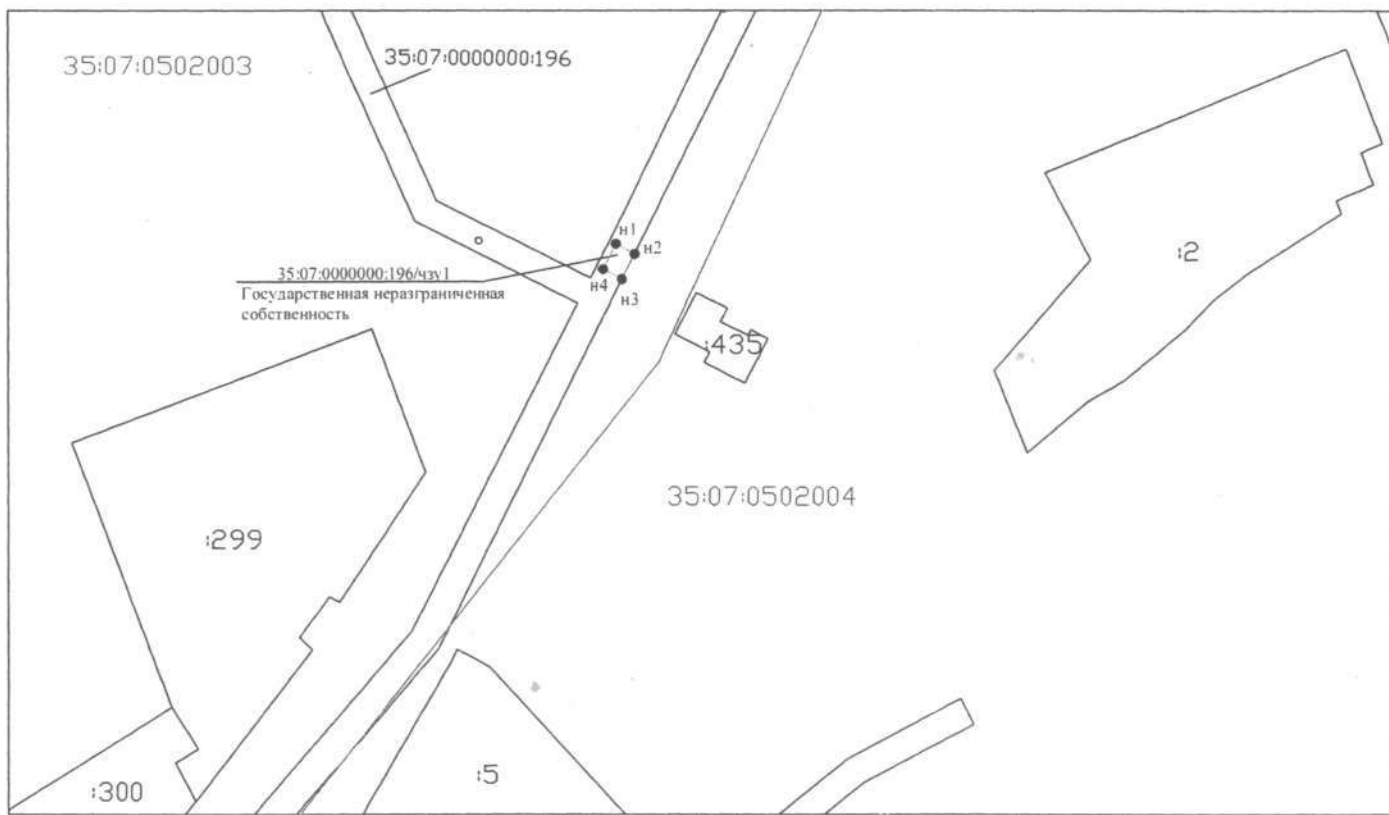 35:07:0502003
35:07:0000000:196
н1
н2
35:07:0000000:196/чзу1
н4
н3
Государственная неразграниченная
собственность
:2
:435
35:07:0502004
:299
:5
:300